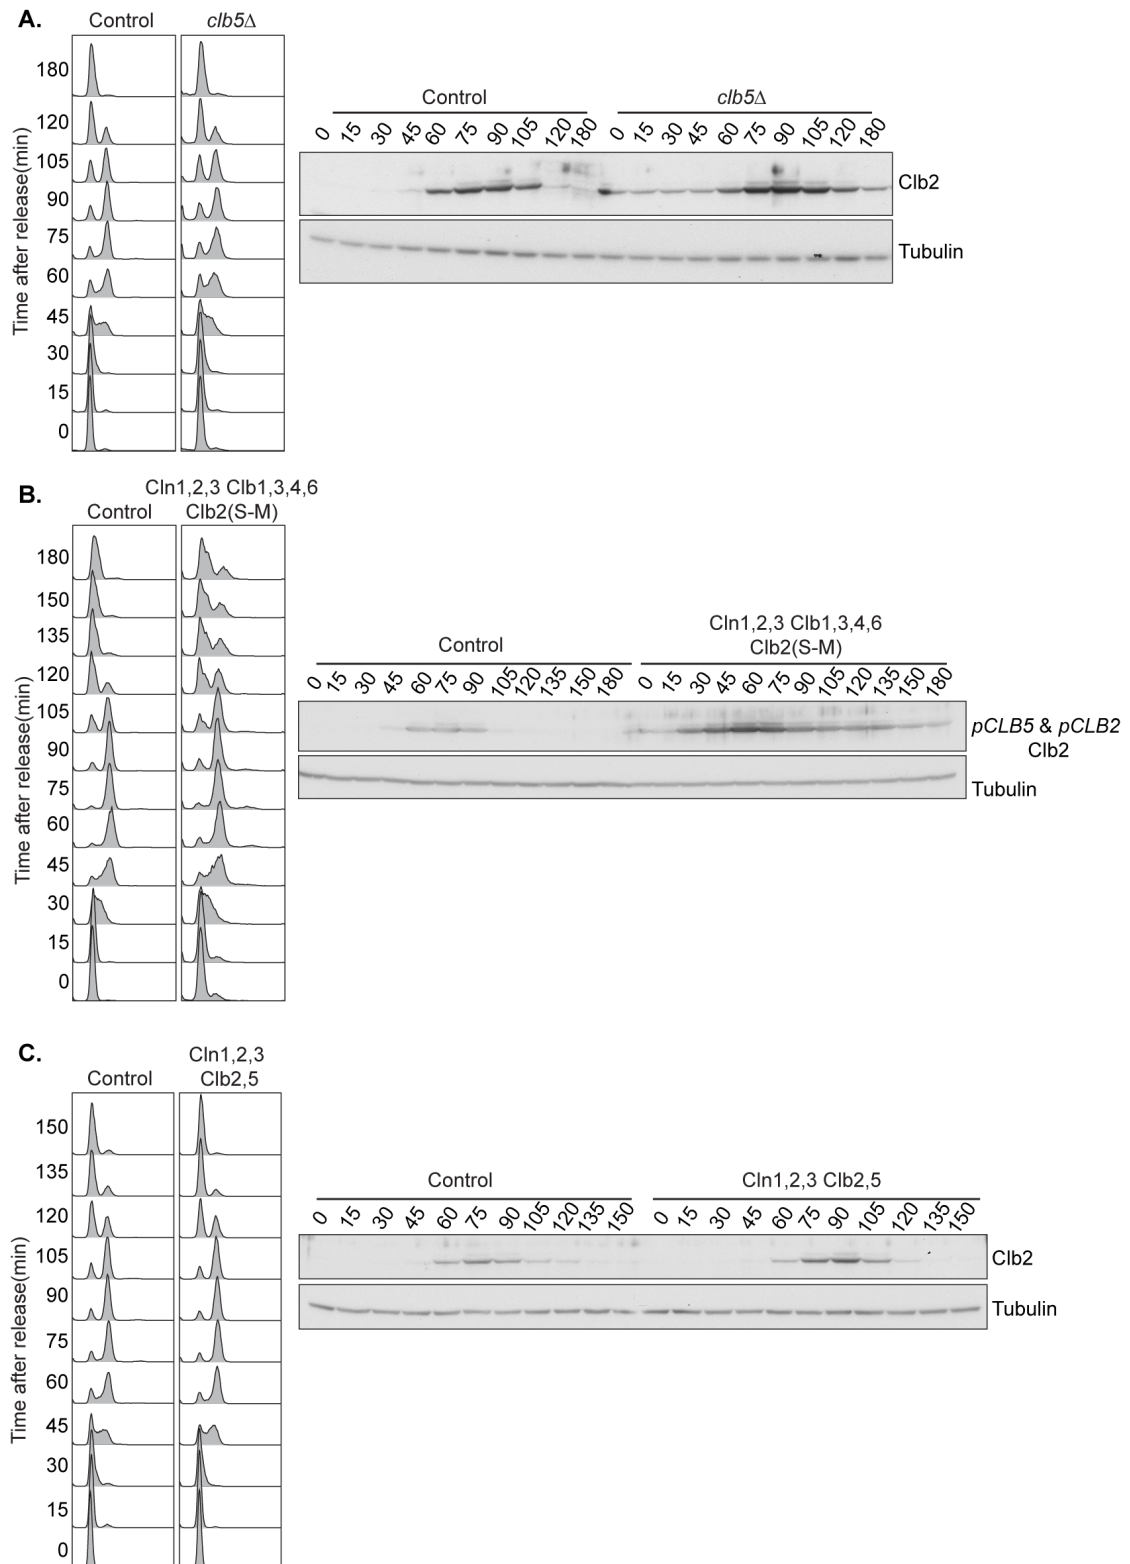 A.
Control clb5Δ
Time after release(min)
180
120
105
90
75
60
45
30
15
0
Control clb5Δ
0 15 30 45 60 75 90 105 120 180 0 15 30 45 60 75 90 105 120 180
Clb2
Tubulin
B.
Cln1,2,3 Clb1,3,4,6
Control Clb2(S-M)
Time after release(min)
180
150
135
120
105
90
75
60
45
30
15
0
Cln1,2,3 Clb1,3,4,6
Control Clb2(S-M)
0 15 30 45 60 75 90 105 120 135 150 180 0 15 30 45 60 75 90 105 120 135 150 180
pCLB5 & pCLB2
Clb2
Tubulin
C.
Cln1,2,3
Control Clb2,5
Time after release(min)
150
135
120
105
90
75
60
45
30
15
0
Control Cln1,2,3 Clb2,5
0 15 30 45 60 75 90 105 120 135 150 0 15 30 45 60 75 90 105 120 135 150
Clb2
Tubulin